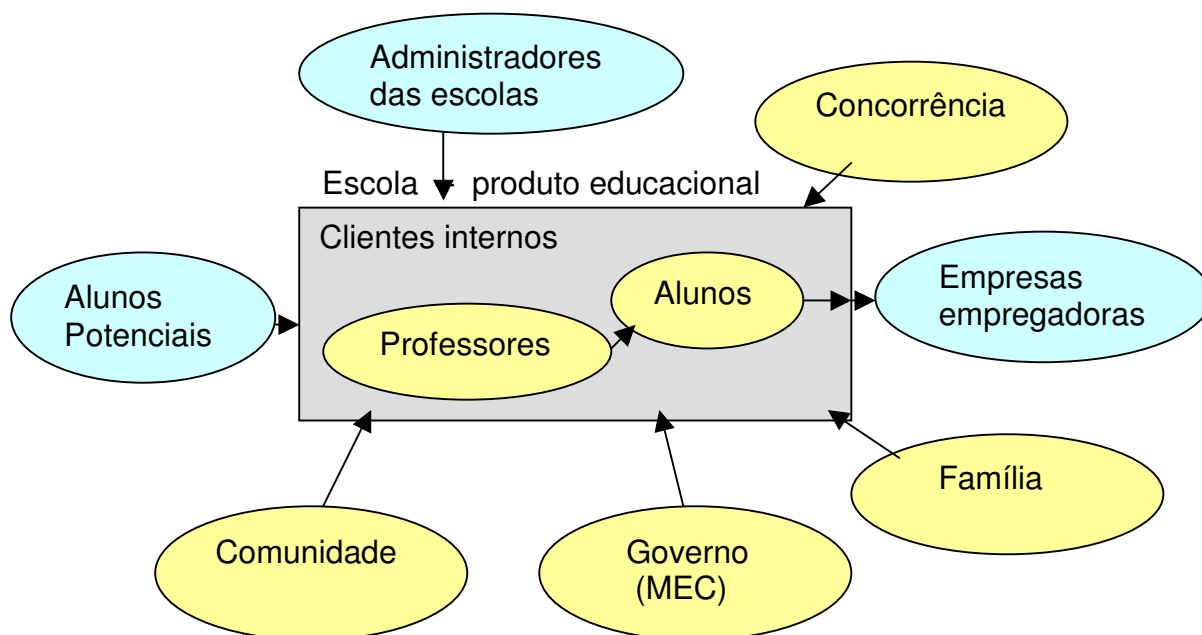 Administradores
das escolas
Concorrência
Escola - produto educacional
Clientes internos
Alunos
Potenciais
Professores
Alunos
Empresas
empregadoras
Família
Comunidade
Governo
(MEC)